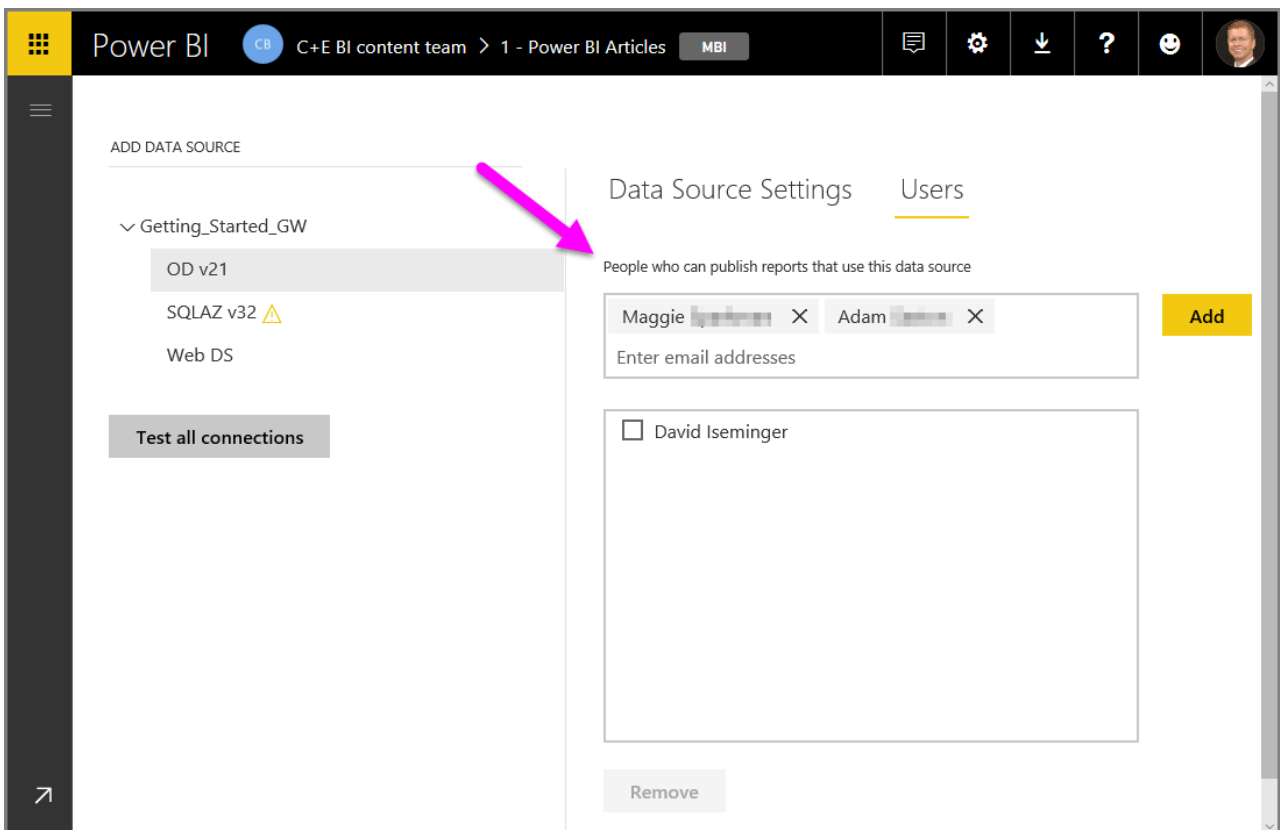 Power BI CB C+E BI content team > 1 - Power BI Articles MBI
ADD DATA SOURCE
Getting_Started_GW
OD v21
SQLAZ v32
Web DS
Test all connections
Data Source Settings Users
People who can publish reports that use this data source
Maggie Adam
Enter email addresses
Add
David Iseminger
Remove